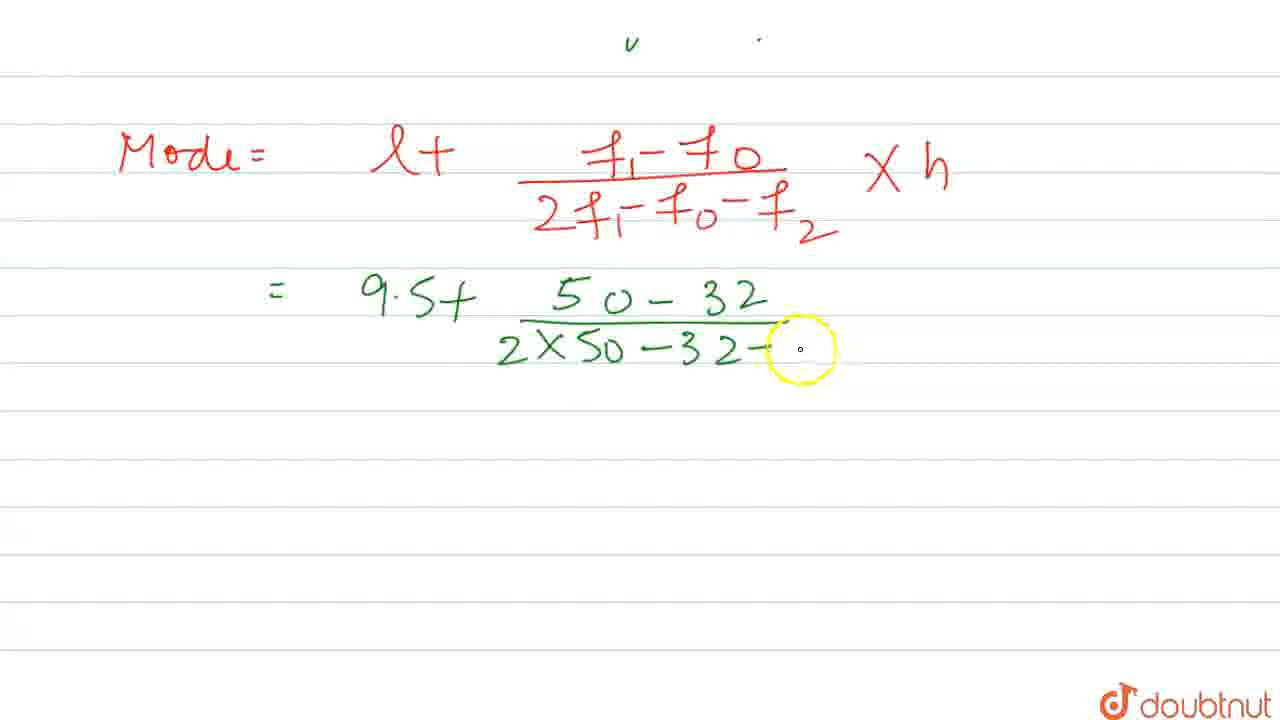 Mode = l + f₁ - f₀ / 2f₁ - f₀ - f₂ × h
= 9.5 + 50 - 32 / 2 × 50 - 32 -
doubtnut